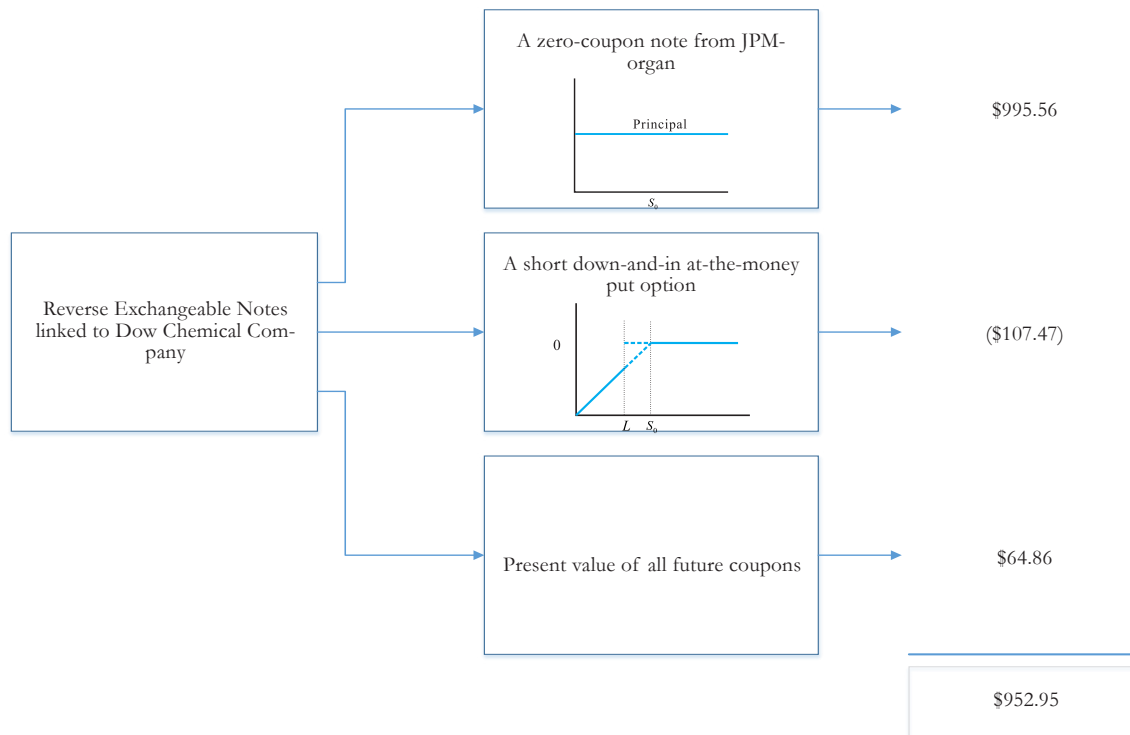 A zero-coupon note from JPM-
organ
Principal
S₀
$995.56
Reverse Exchangeable Notes
linked to Dow Chemical Com-
pany
A short down-and-in at-the-money
put option
0
L S₀
($107.47)
Present value of all future coupons
$64.86
$952.95